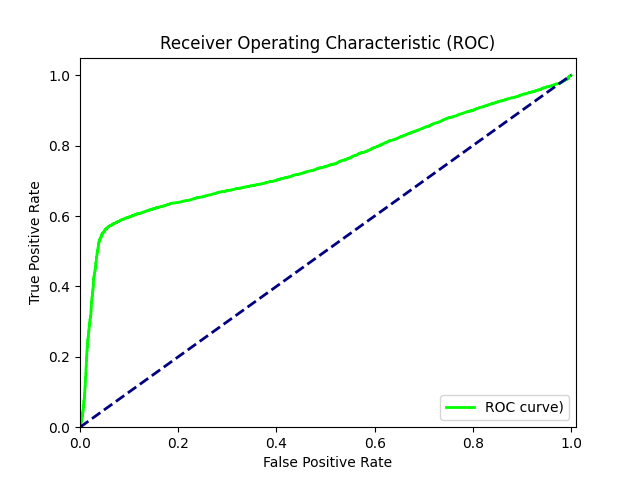 Receiver Operating Characteristic (ROC)
True Positive Rate
1.0
0.8
0.6
0.4
0.2
0.0
0.0 0.2 0.4 0.6 0.8 1.0
False Positive Rate
ROC curve)